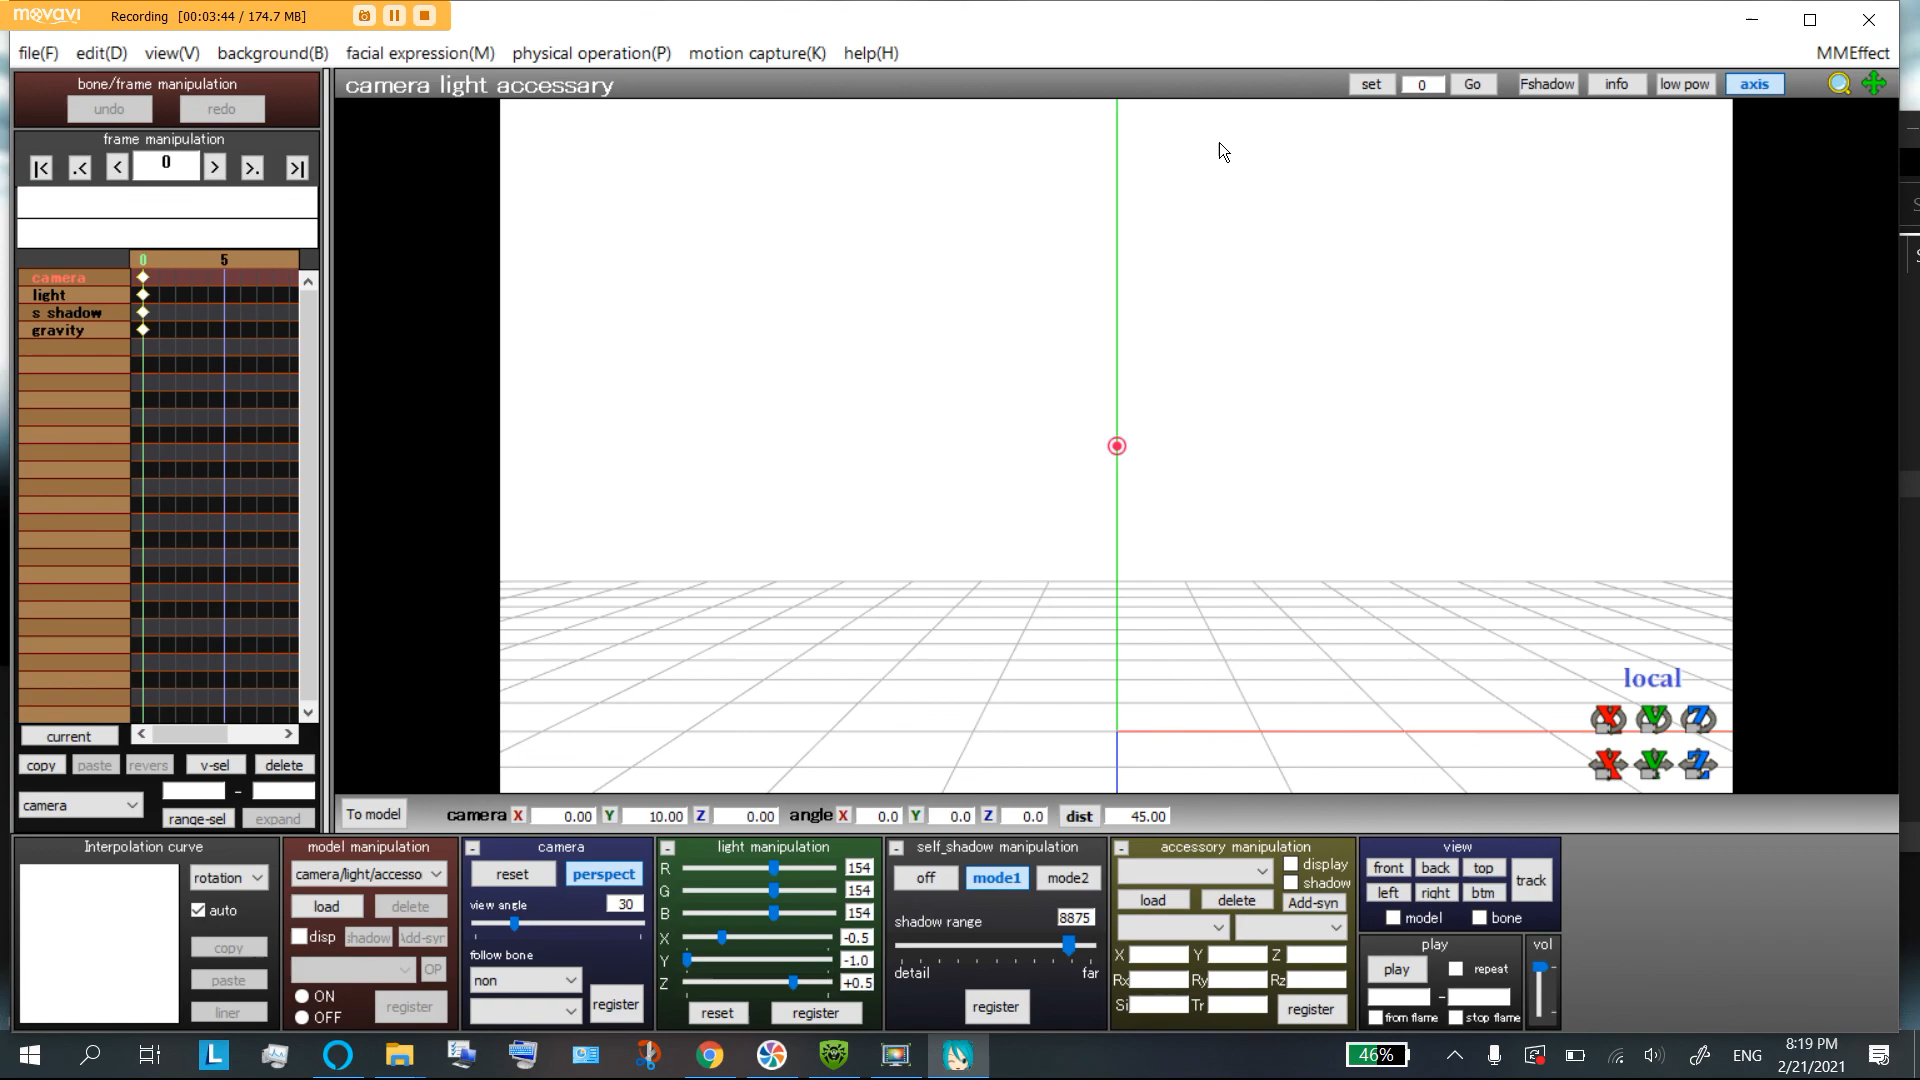 movavi Recording [00:03:44 / 174.7 MB]
file(F) edit(D) view(V) background(B) facial expression(M) physical operation(P) motion capture(K) help(H) MMEffect
bone/frame manipulation
undo redo
frame manipulation
|< .< < 0 > >. >|
camera light accessary set 0 Go Fshadow info low pow axis
0 5
camera
light
s shadow
gravity
local
X Y Z
X Y Z
current < >
copy paste revers v-sel delete
camera -
range-sel expand
To model camera X 0.00 Y 10.00 Z 0.00 angle X 0.0 Y 0.0 Z 0.0 dist 45.00
Interpolation curve
rotation
auto
copy
paste
liner
model manipulation
camera/light/accesso
load delete
disp shadow Add-syn
OP
ON
OFF
register
- camera
reset perspect
view angle 30
follow bone
non
register
- light manipulation
R 154
G 154
B 154
X -0.5
Y -1.0
Z +0.5
reset register
- self_shadow manipulation
off mode1 mode2
shadow range 8875
detail far
register
- accessory manipulation
display
shadow
load delete Add-syn
X Y Z
Rx Ry Rz
Si Tr register
view
front back top
left right btm track
model bone
play
play repeat
-
from flame stop flame
vol
L 46% ENG 8:19 PM
2/21/2021